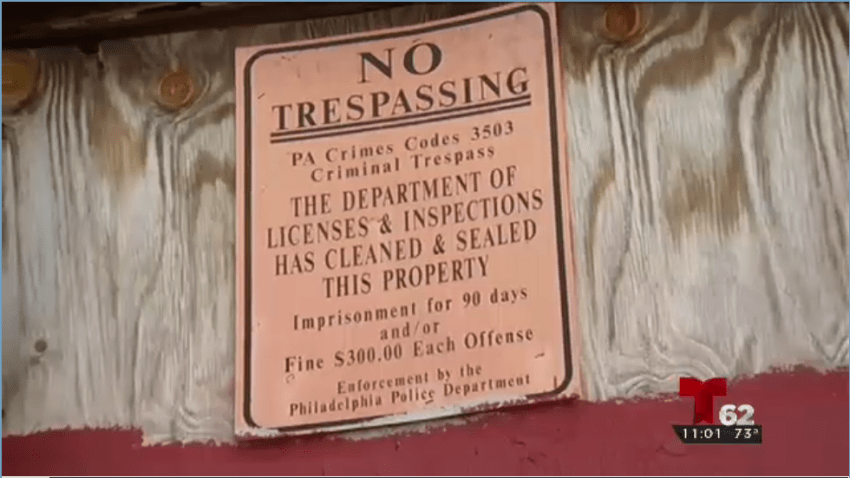 NO
TRESPASSING
PA Crimes Codes 3503
Criminal Trespass
THE DEPARTMENT OF
LICENSES & INSPECTIONS
HAS CLEANED & SEALED
THIS PROPERTY
Imprisonment for 90 days
and/or
Fine $300.00 Each Offense
Enforcement by the
Philadelphia Police Department
T 62
11:01 73°